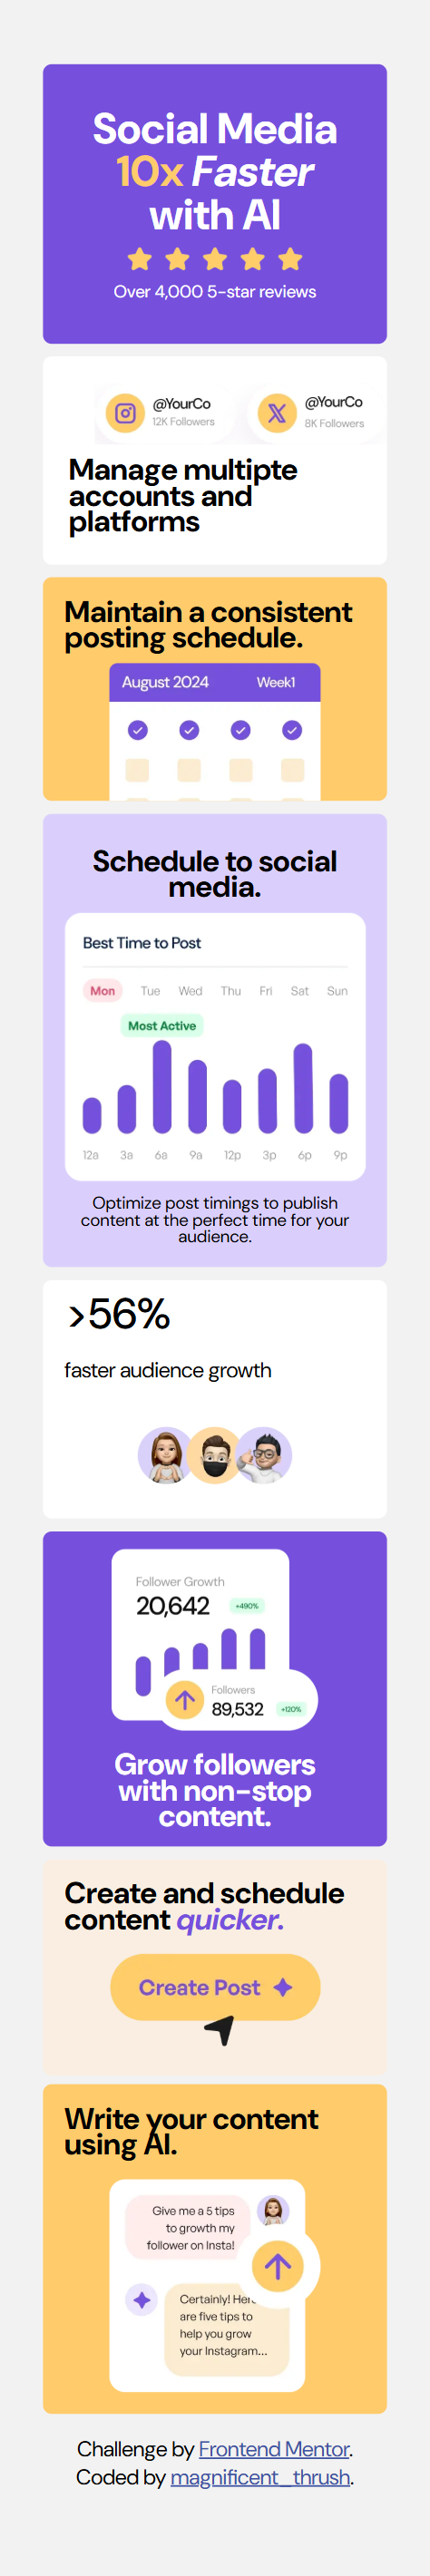 Social Media
10x Faster
with AI
Over 4,000 5-star reviews
@YourCo
12K Followers
@YourCo
8K Followers
Manage multipte
accounts and
platforms
Maintain a consistent
posting schedule.
August 2024 Week1
Schedule to social
media.
Best Time to Post
Mon Tue Wed Thu Fri Sat Sun
Most Active
12a 3a 6a 9a 12p 3p 6p 9p
Optimize post timings to publish
content at the perfect time for your
audience.
>56%
faster audience growth
Follower Growth
20,642 +490%
Followers
89,532 +120%
Grow followers
with non-stop
content.
Create and schedule
content quicker.
Create Post
Write your content
using AI.
Give me a 5 tips
to growth my
follower on Insta!
Certainly!
are five tips to
help you grow
your Instagram...
Challenge by Frontend Mentor.
Coded by magnificent_thrush.